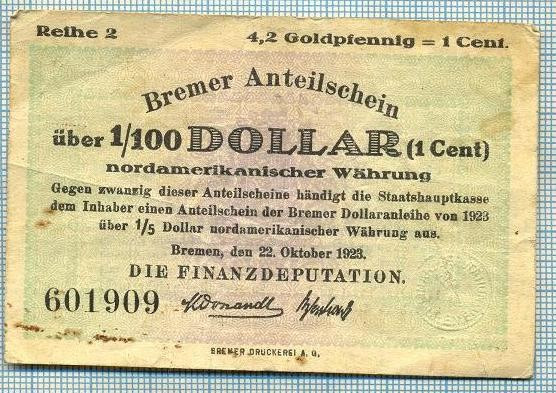 Reihe 2
4,2 Goldpfennig = 1 Cent.
Bremer Anteilschein
über 1/100 DOLLAR (1 Cent)
nordamerikanischer Währung
Gegen zwanzig dieser Anteilscheine händigt die Staatshauptkasse
dem Inhaber einen Anteilschein der Bremer Dollaranleihe von 1923
über 1/5 Dollar nordamerikanischer Währung aus.
Bremen, den 22. Oktober 1923.
DIE FINANZDEPUTATION.
601909
BREMER DRUCKEREI A. G.